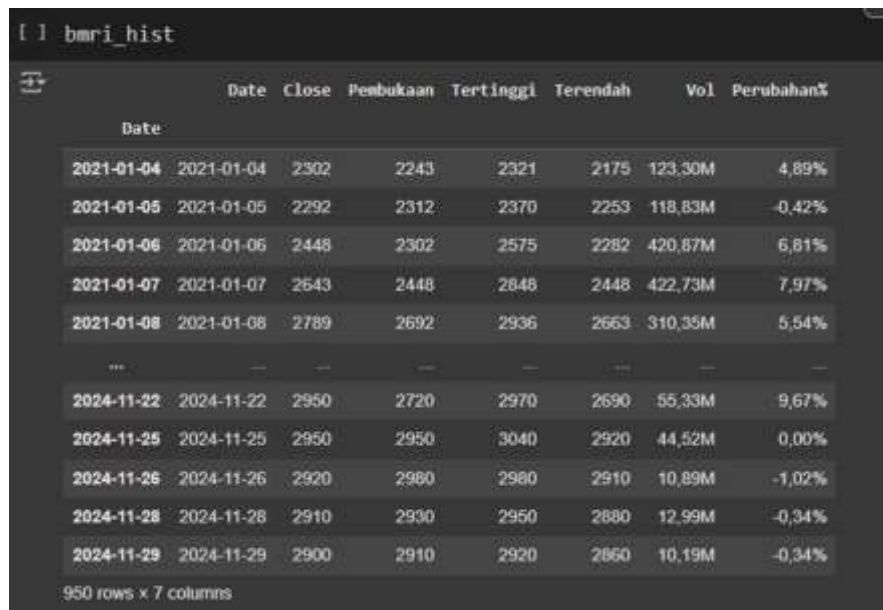 [ ] bmri_hist
Date Close Pembukaan Tertinggi Terendah Vol Perubahan%
Date
2021-01-04 2021-01-04 2302 2243 2321 2175 123,30M 4,89%
2021-01-05 2021-01-05 2292 2312 2370 2253 118,83M -0,42%
2021-01-06 2021-01-06 2448 2302 2575 2282 420,87M 6,81%
2021-01-07 2021-01-07 2643 2448 2848 2448 422,73M 7,97%
2021-01-08 2021-01-08 2789 2692 2936 2663 310,35M 5,54%
... ... ... ... ... ... ... ...
2024-11-22 2024-11-22 2950 2720 2970 2690 55,33M 9,67%
2024-11-25 2024-11-25 2950 2950 3040 2920 44,52M 0,00%
2024-11-26 2024-11-26 2920 2980 2980 2910 10,89M -1,02%
2024-11-28 2024-11-28 2910 2930 2950 2880 12,99M -0,34%
2024-11-29 2024-11-29 2900 2910 2920 2860 10,19M -0,34%
950 rows × 7 columns